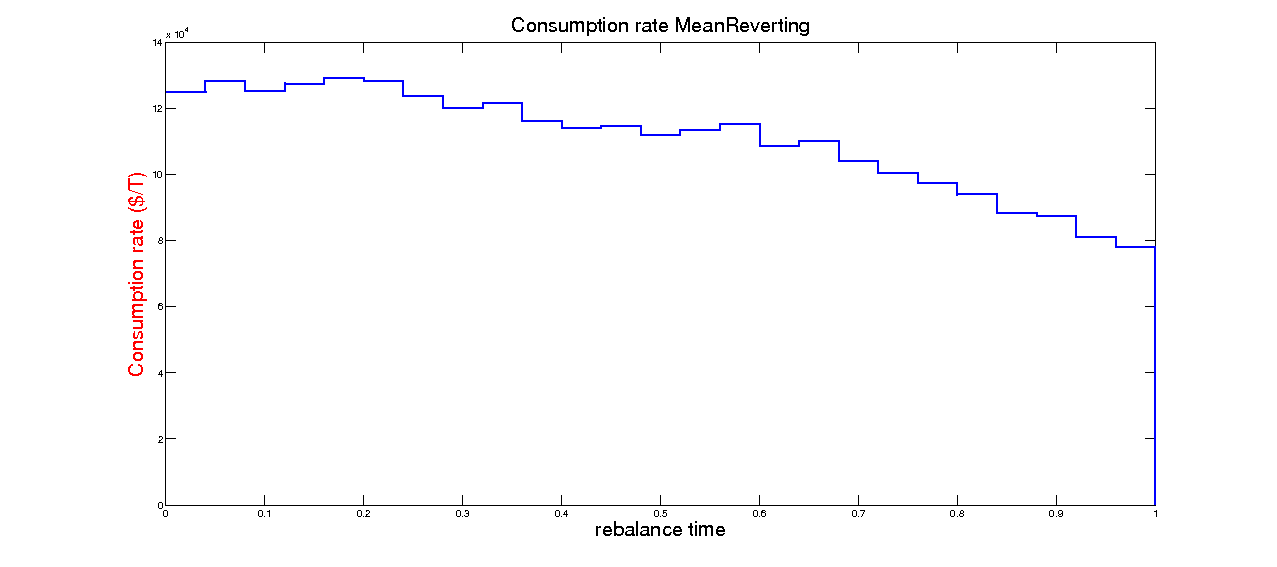 Consumption rate MeanReverting
x 10^4
14
12
10
8
6
4
2
0
Consumption rate ($/T)
0 0.1 0.2 0.3 0.4 0.5 0.6 0.7 0.8 0.9 1
rebalance time